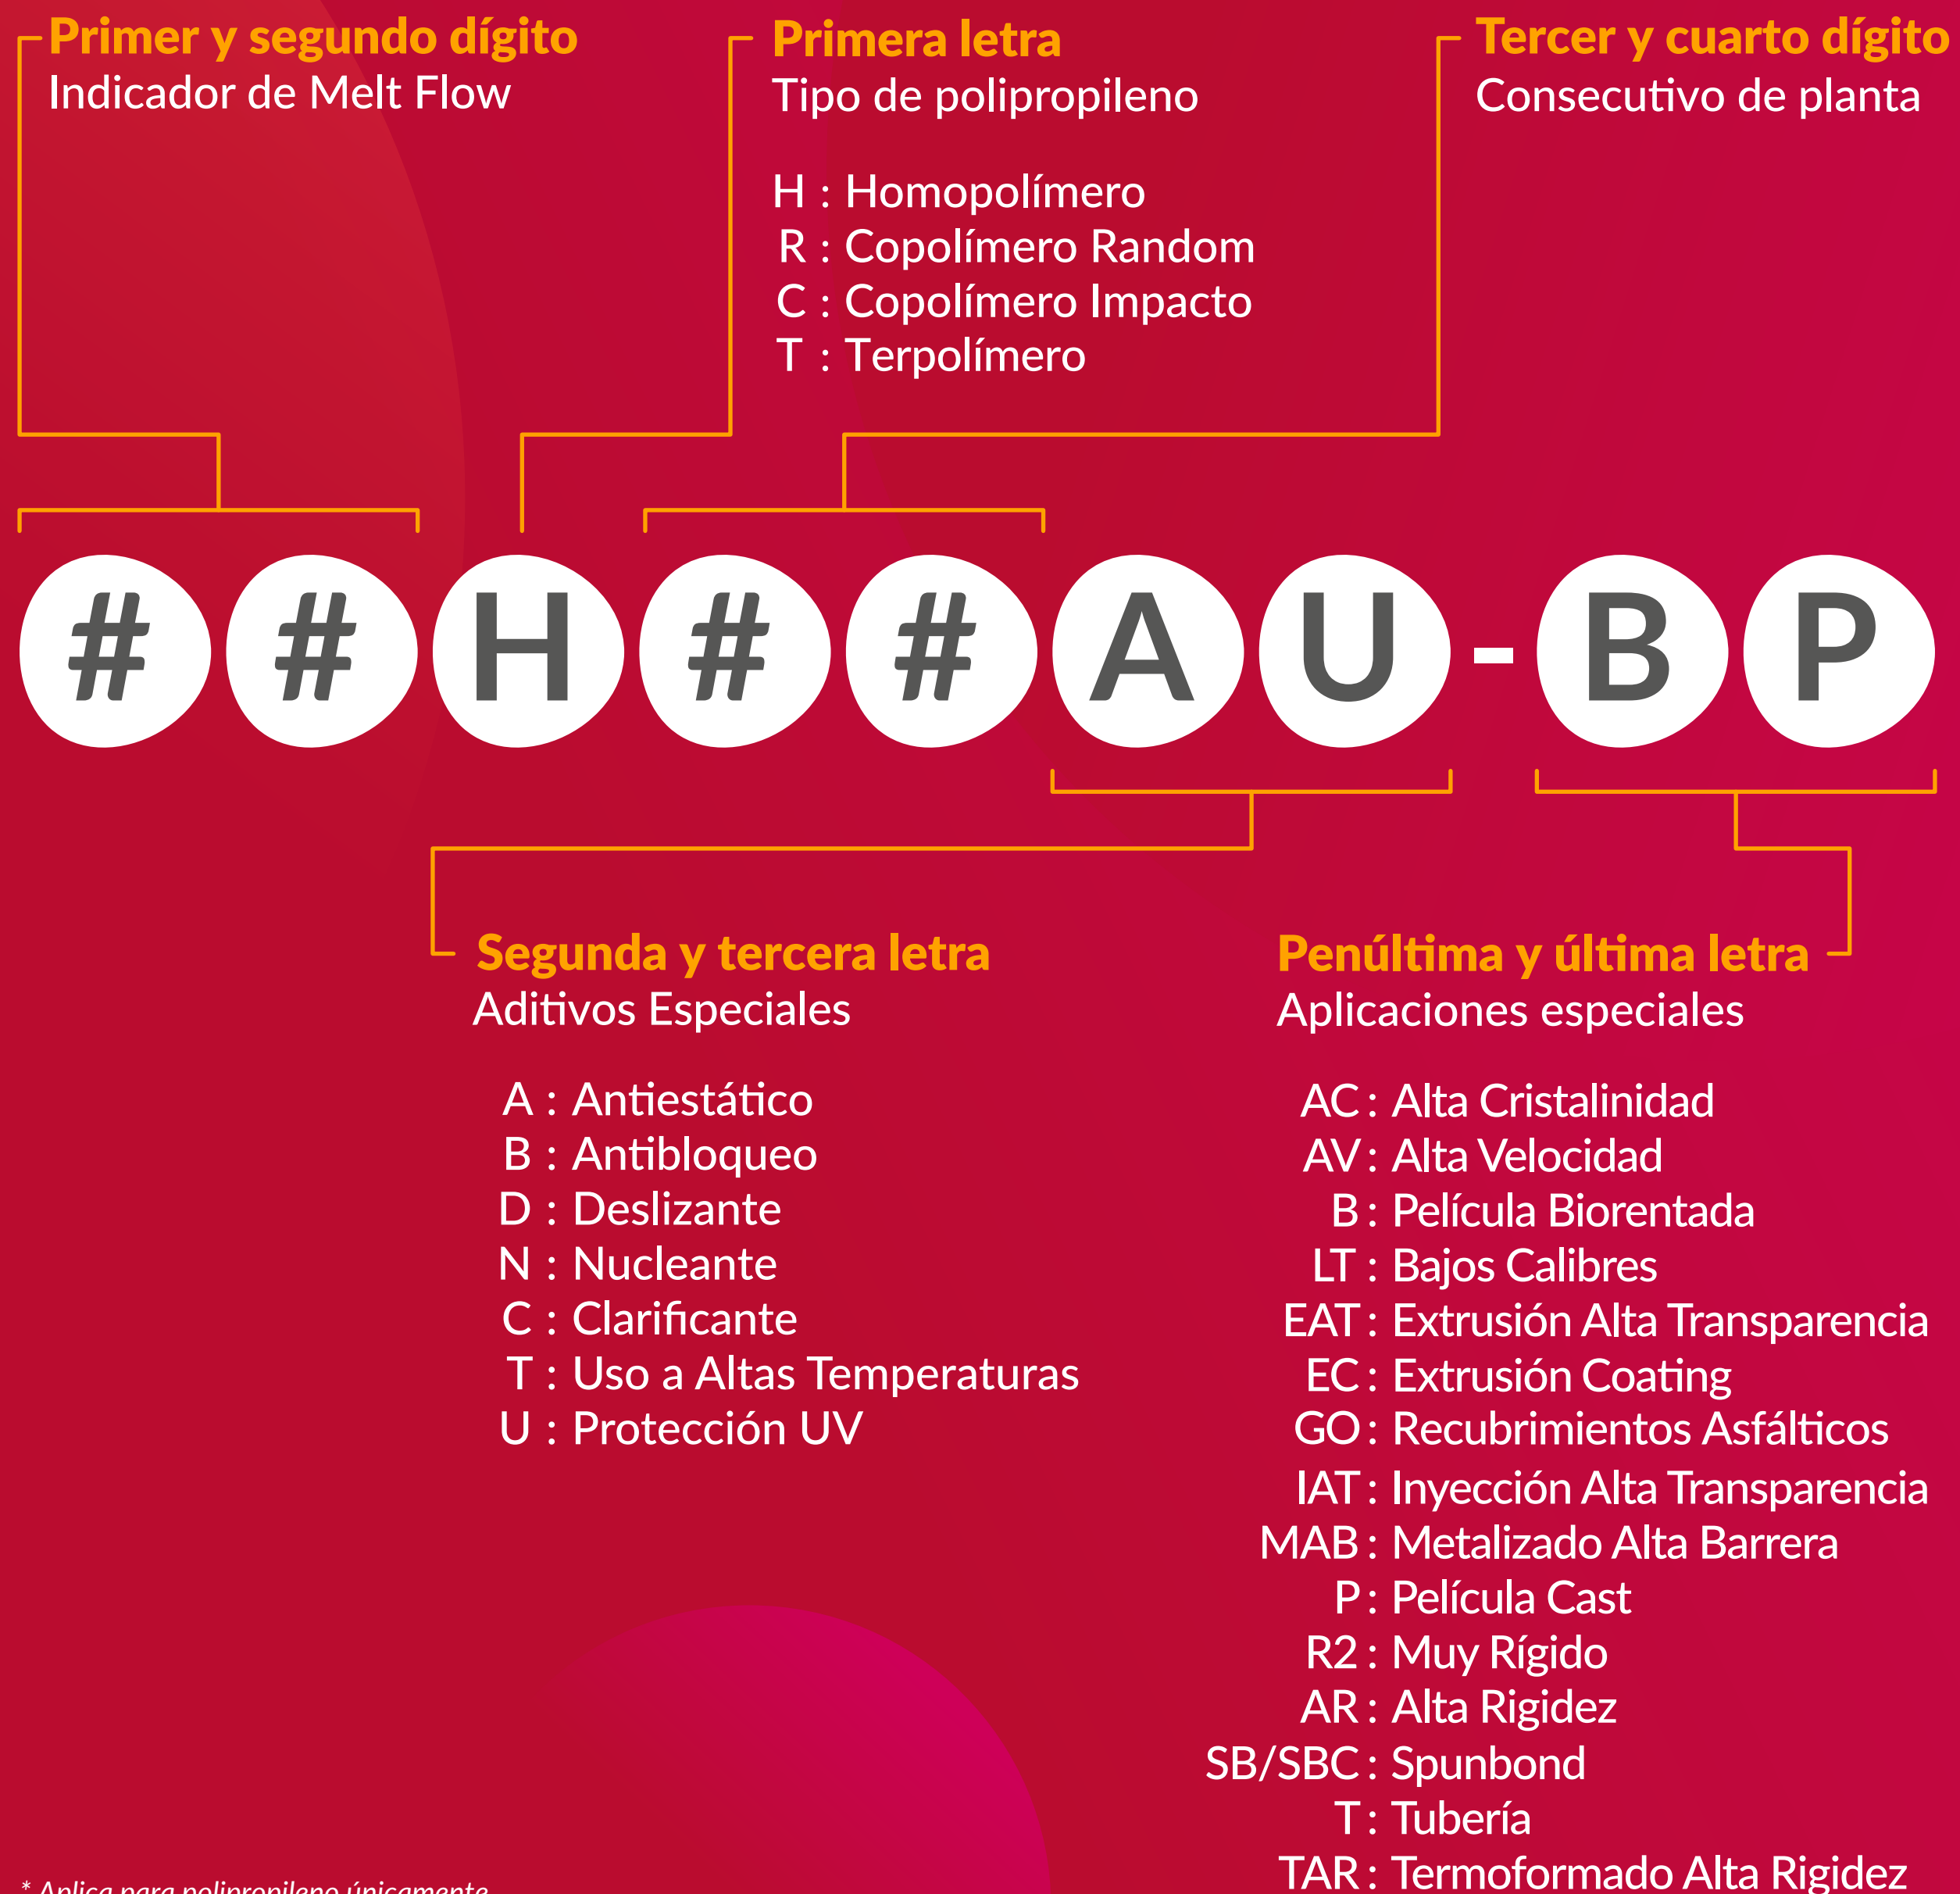 Primer y segundo dígito
Indicador de Melt Flow
Primera letra
Tipo de polipropileno
H : Homopolímero
R : Copolímero Random
C : Copolímero Impacto
T : Terpolímero
Tercer y cuarto dígito
Consecutivo de planta
# # H # # A U - B P
Segunda y tercera letra
Aditivos Especiales
A : Antiestático
B : Antibloqueo
D : Deslizante
N : Nucleante
C : Clarificante
T : Uso a Altas Temperaturas
U : Protección UV
Penúltima y última letra
Aplicaciones especiales
AC : Alta Cristalinidad
AV : Alta Velocidad
B : Película Biorentada
LT : Bajos Calibres
EAT : Extrusión Alta Transparencia
EC : Extrusión Coating
GO : Recubrimientos Asfálticos
IAT : Inyección Alta Transparencia
MAB : Metalizado Alta Barrera
P : Película Cast
R2 : Muy Rígido
AR : Alta Rigidez
SB/SBC : Spunbond
T : Tubería
TAR : Termoformado Alta Rigidez
* Aplica para polipropileno únicamente